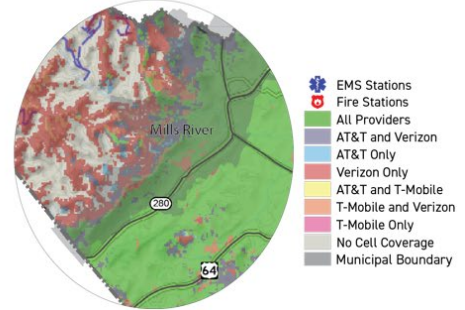 Mills River
280
64
EMS Stations
Fire Stations
All Providers
AT&T and Verizon
AT&T Only
Verizon Only
AT&T and T-Mobile
T-Mobile and Verizon
T-Mobile Only
No Cell Coverage
Municipal Boundary